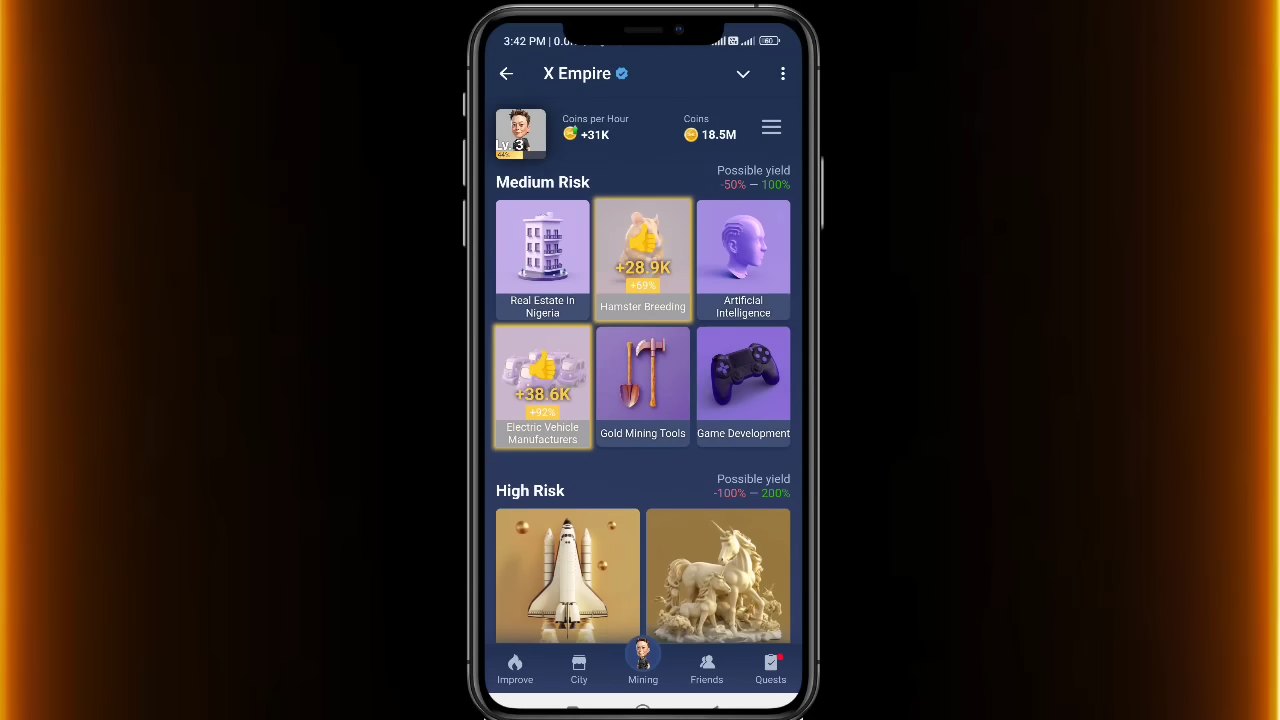 3:42 PM | 0.0
60
X Empire
Coins per Hour
+31K
Coins
18.5M
Lv. 3
44%
Medium Risk
Possible yield
-50% — 100%
+28.9K
Real Estate In
Nigeria
Hamster Breeding
Artificial
Intelligence
+38.6K
+92%
Electric Vehicle
Manufacturers
Gold Mining Tools
Game Development
High Risk
Possible yield
-100% — 200%
Improve
City
Mining
Friends
Quests